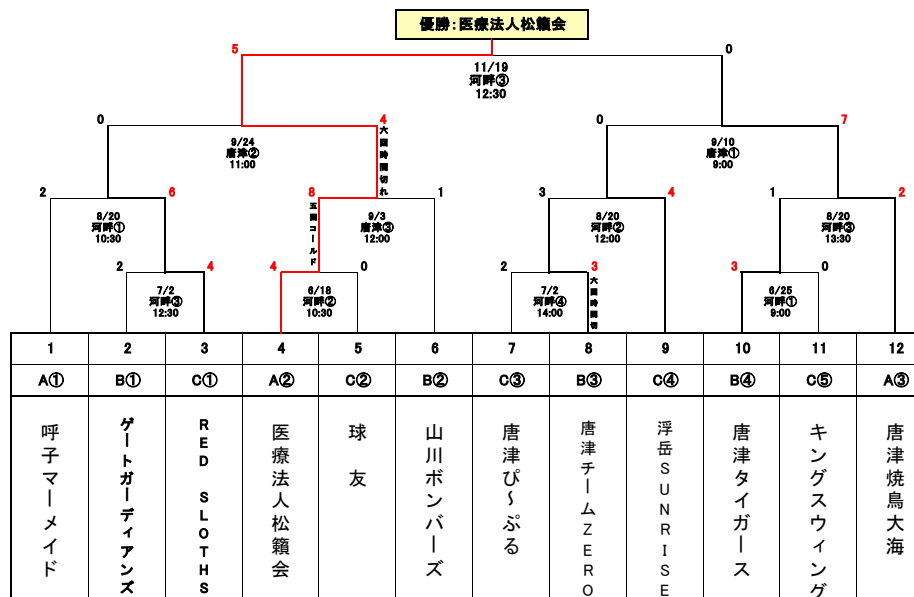 優勝:医療法人松籟会
5
0
11/19
河畔③
12:30
0
4
0
7
9/24
唐津②
11:00
六回時間切れ
9/10
唐津①
9:00
2
6
8
1
3
4
1
2
8/20
河畔①
10:30
五回コールド
9/3
唐津③
12:00
8/20
河畔②
12:00
8/20
河畔③
13:30
2
4
4
0
2
3
3
0
7/2
河畔③
12:30
6/18
河畔②
10:30
7/2
河畔④
14:00
六回時間切
6/25
河畔①
9:00
1 2 3 4 5 6 7 8 9 10 11 12
A① B① C① A② C② B② C③ B③ C④ B④ C⑤ A③
呼子マーメイド
ゲートガーディアンズ
RED SLOTHS
医療法人松籟会
球 友
山川ボンバーズ
唐津ぴ～ぷる
唐津チームZERO
浮岳SUNRISE
唐津タイガース
キングスウィング
唐津焼鳥大海